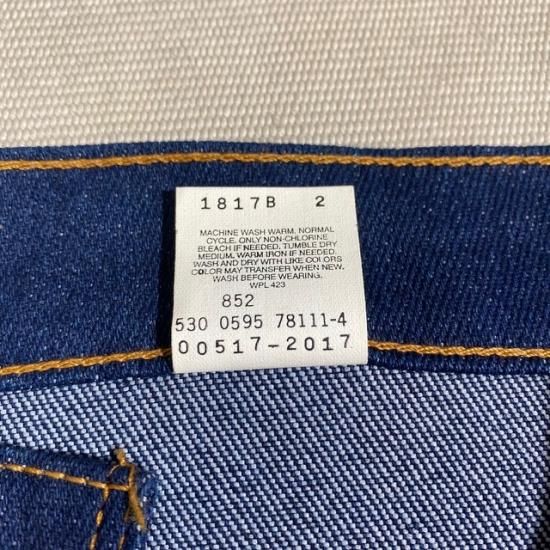 1817B 2
MACHINE WASH WARM. NORMAL
CYCLE. ONLY NON-CHLORINE
BLEACH IF NEEDED. TUMBLE DRY
MEDIUM. WARM IRON IF NEEDED.
WASH AND DRY WITH LIKE COLORS
COLOR MAY TRANSFER WHEN NEW.
WASH BEFORE WEARING.
WPL 423
852
530 0595 78111-4
00517-2017